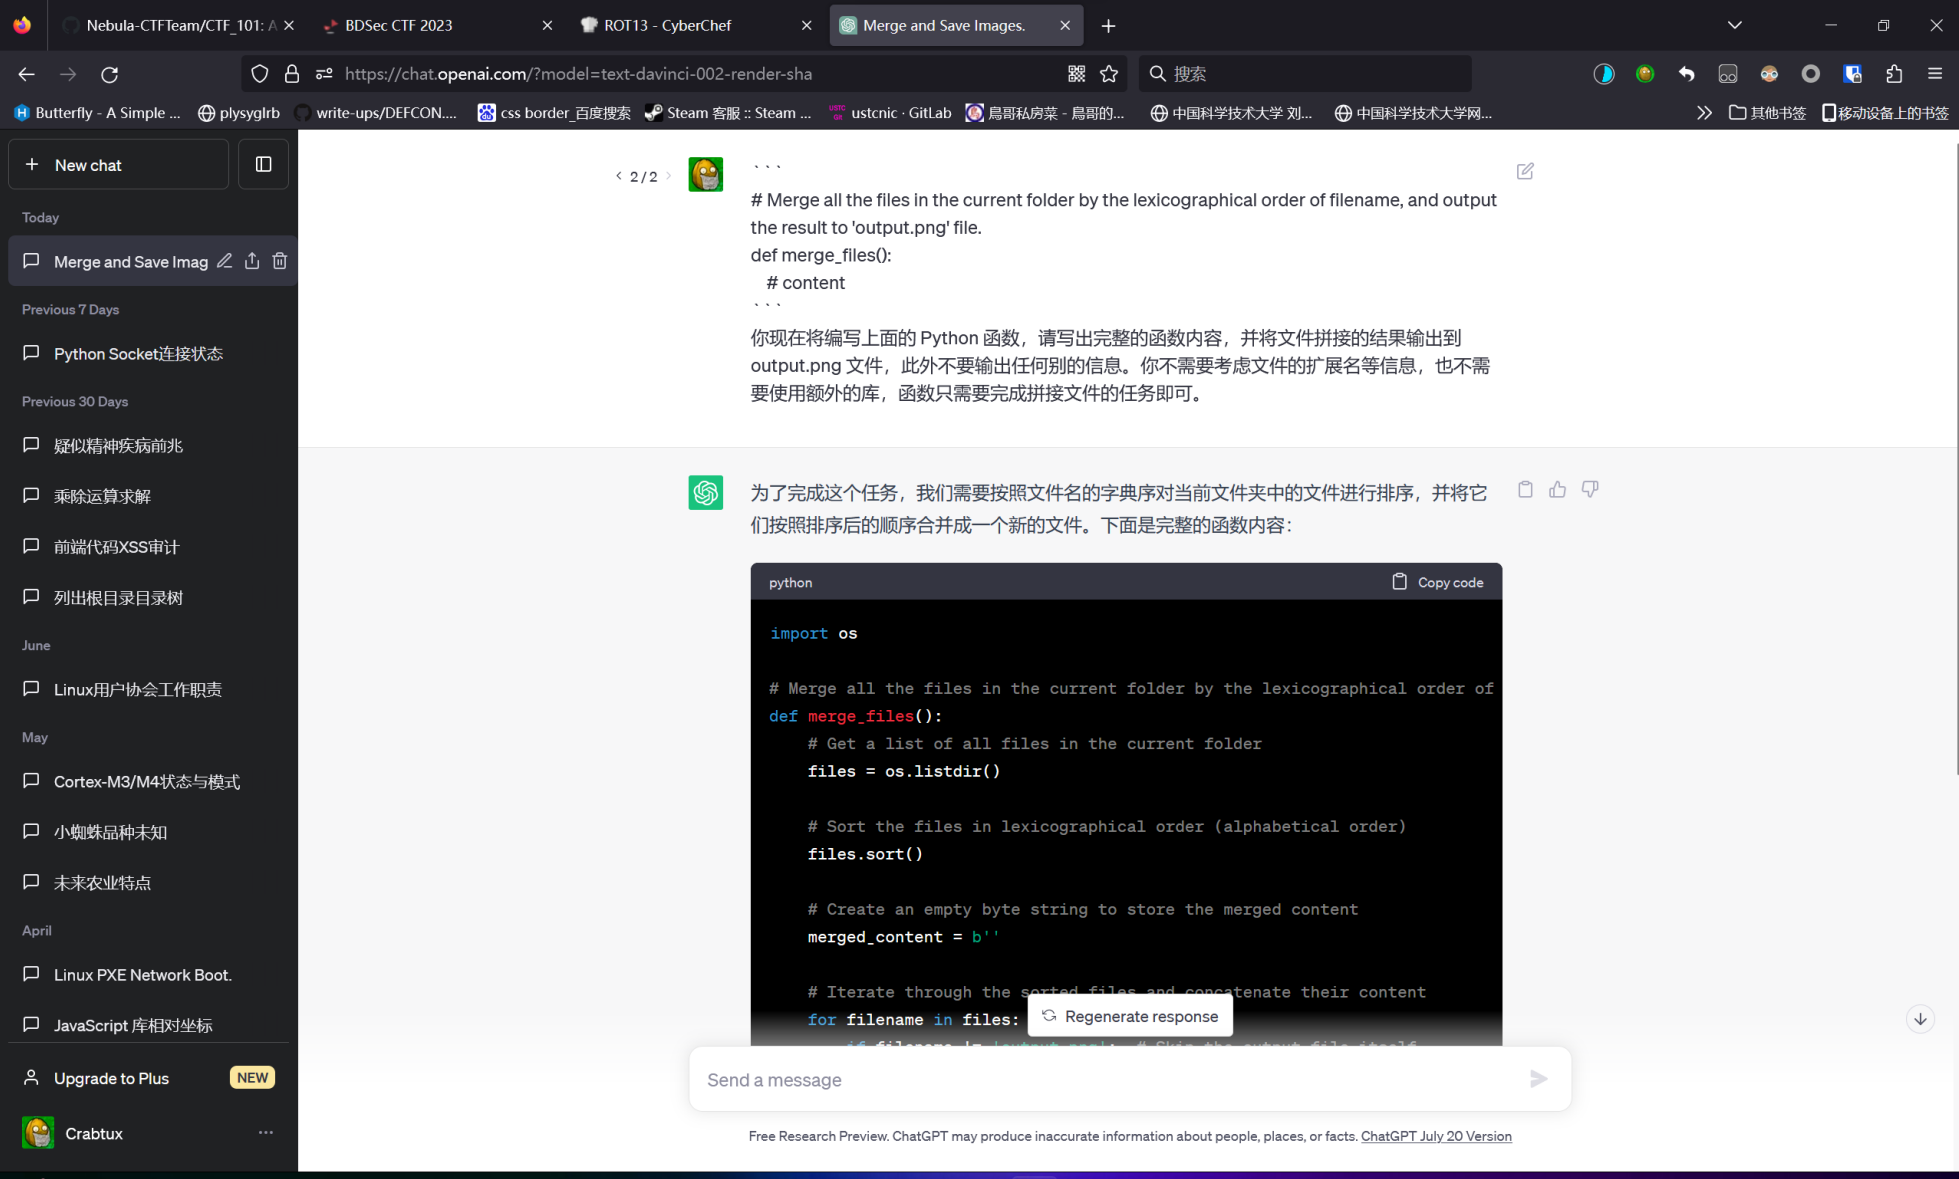 Nebula-CTFTeam/CTF_101: A
BDSec CTF 2023
ROT13 - CyberChef
Merge and Save Images.
https://chat.openai.com/?model=text-davinci-002-render-sha
搜索
Butterfly - A Simple ...
plysyglrb
write-ups/DEFCON....
css border_百度搜索
Steam 客服 :: Steam ...
ustcnic · GitLab
鳥哥私房菜 - 鳥哥的...
中国科学技术大学 刘...
中国科学技术大学网...
其他书签
移动设备上的书签
New chat
Today
Merge and Save Imag
Previous 7 Days
Python Socket连接状态
Previous 30 Days
疑似精神疾病前兆
乘除运算求解
前端代码XSS审计
列出根目录目录树
June
Linux用户协会工作职责
May
Cortex-M3/M4状态与模式
小蜘蛛品种未知
未来农业特点
April
Linux PXE Network Boot.
JavaScript 库相对坐标
Upgrade to Plus
NEW
Crabtux
2 / 2
```
# Merge all the files in the current folder by the lexicographical order of filename, and output
the result to 'output.png' file.
def merge_files():
# content
```
你现在将编写上面的 Python 函数，请写出完整的函数内容，并将文件拼接的结果输出到
output.png 文件，此外不要输出任何别的信息。你不需要考虑文件的扩展名等信息，也不需
要使用额外的库，函数只需要完成拼接文件的任务即可。
为了完成这个任务，我们需要按照文件名的字典序对当前文件夹中的文件进行排序，并将它
们按照排序后的顺序合并成一个新的文件。下面是完整的函数内容：
python
Copy code
import os
# Merge all the files in the current folder by the lexicographical order of
def merge_files():
# Get a list of all files in the current folder
files = os.listdir()
# Sort the files in lexicographical order (alphabetical order)
files.sort()
# Create an empty byte string to store the merged content
merged_content = b''
# Iterate through the sorted files and concatenate their content
for filename in files:
if filename != 'output.png': # Skip the output file itself
Regenerate response
Send a message
Free Research Preview. ChatGPT may produce inaccurate information about people, places, or facts. ChatGPT July 20 Version